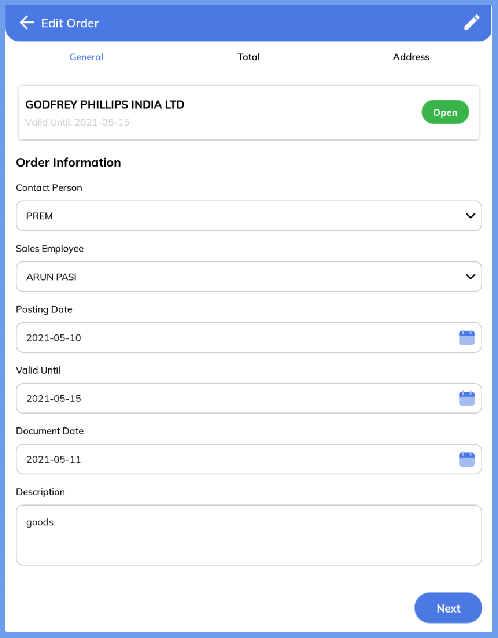 Edit Order
General Total Address
GODFREY PHILLIPS INDIA LTD
Valid Until: 2021-05-15
Open
Order Information
Contact Person
PREM
Sales Employee
ARUN PASI
Posting Date
2021-05-10
Valid Until
2021-05-15
Document Date
2021-05-11
Description
goods
Next